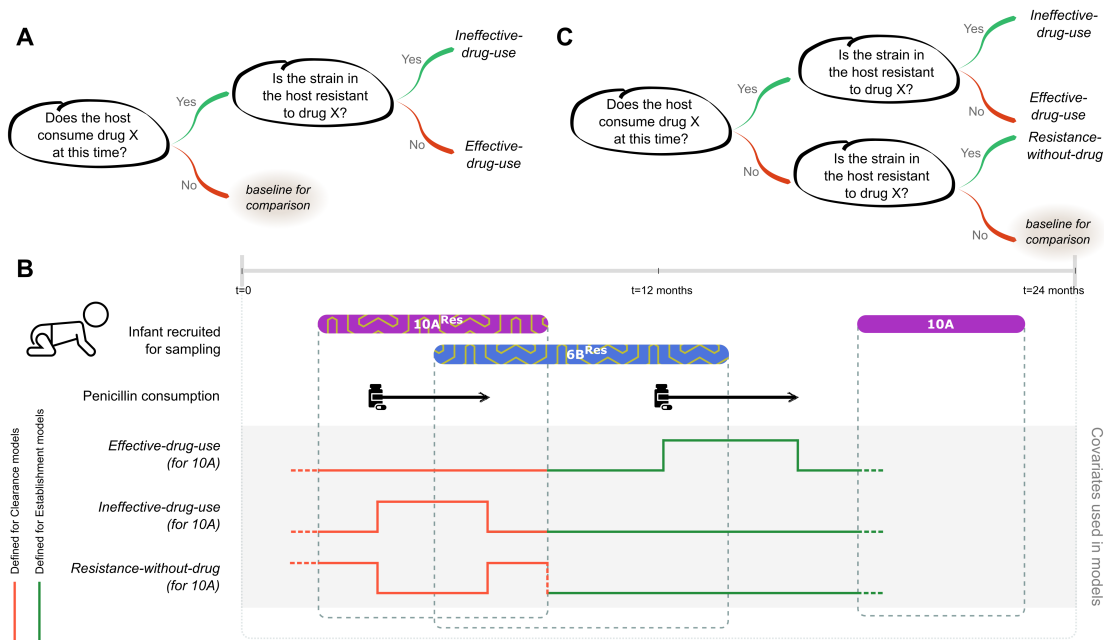 A
Does the host
consume drug X
at this time?
Yes
No
Is the strain in
the host resistant
to drug X?
Yes
No
Ineffective-
drug-use
Effective-
drug-use
baseline for
comparison
C
Does the host
consume drug X
at this time?
Yes
No
Is the strain in
the host resistant
to drug X?
Yes
No
Ineffective-
drug-use
Effective-
drug-use
Is the strain in
the host resistant
to drug X?
Yes
No
Resistance-
without-drug
baseline for
comparison
B
t=0
t=12 months
t=24 months
Infant recruited
for sampling
10ARes
10A
6BRes
Penicillin consumption
Effective-drug-use
(for 10A)
Ineffective-drug-use
(for 10A)
Resistance-without-drug
(for 10A)
Defined for Clearance models
Defined for Establishment models
Covariates used in models